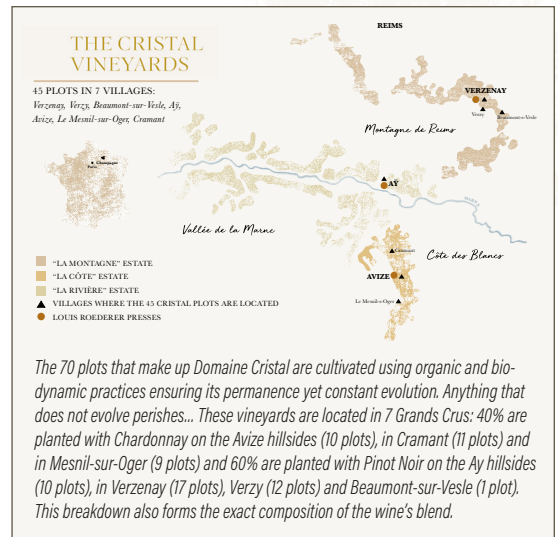 REIMS
THE CRISTAL
VINEYARDS
45 PLOTS IN 7 VILLAGES:
Verzenay, Verzy, Beaumont-sur-Vesle, Aÿ,
Avize, Le Mesnil-sur-Oger, Cramant
VERZENAY
Verzy
Beaumont-s-Vesle
Montagne de Reims
Champagne
Paris
AŸ
MARNE
Vallée de la Marne
Côte des Blancs
Cramant
AVIZE
Le Mesnil-s-Oger
"LA MONTAGNE" ESTATE
"LA CÔTE" ESTATE
"LA RIVIÈRE" ESTATE
VILLAGES WHERE THE 45 CRISTAL PLOTS ARE LOCATED
LOUIS ROEDERER PRESSES
The 70 plots that make up Domaine Cristal are cultivated using organic and bio-
dynamic practices ensuring its permanence yet constant evolution. Anything that
does not evolve perishes... These vineyards are located in 7 Grands Crus: 40% are
planted with Chardonnay on the Avize hillsides (10 plots), in Cramant (11 plots) and
in Mesnil-sur-Oger (9 plots) and 60% are planted with Pinot Noir on the Ay hillsides
(10 plots), in Verzenay (17 plots), Verzy (12 plots) and Beaumont-sur-Vesle (1 plot).
This breakdown also forms the exact composition of the wine's blend.